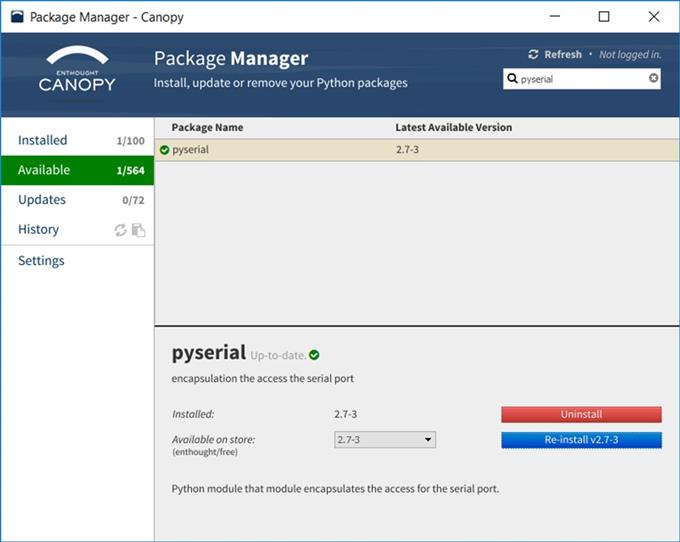 Package Manager - Canopy
ENTHOUGHT
CANOPY
Package Manager
Install, update or remove your Python packages
Refresh • Not logged in.
pyserial
Installed 1/100
Available 1/564
Updates 0/72
History
Settings
Package Name Latest Available Version
pyserial 2.7-3
pyserial Up-to-date.
encapsulation the access the serial port
Installed: 2.7-3 Uninstall
Available on store: 2.7-3 Re-install v2.7-3
(enthought/free)
Python module that module encapsulates the access for the serial port.